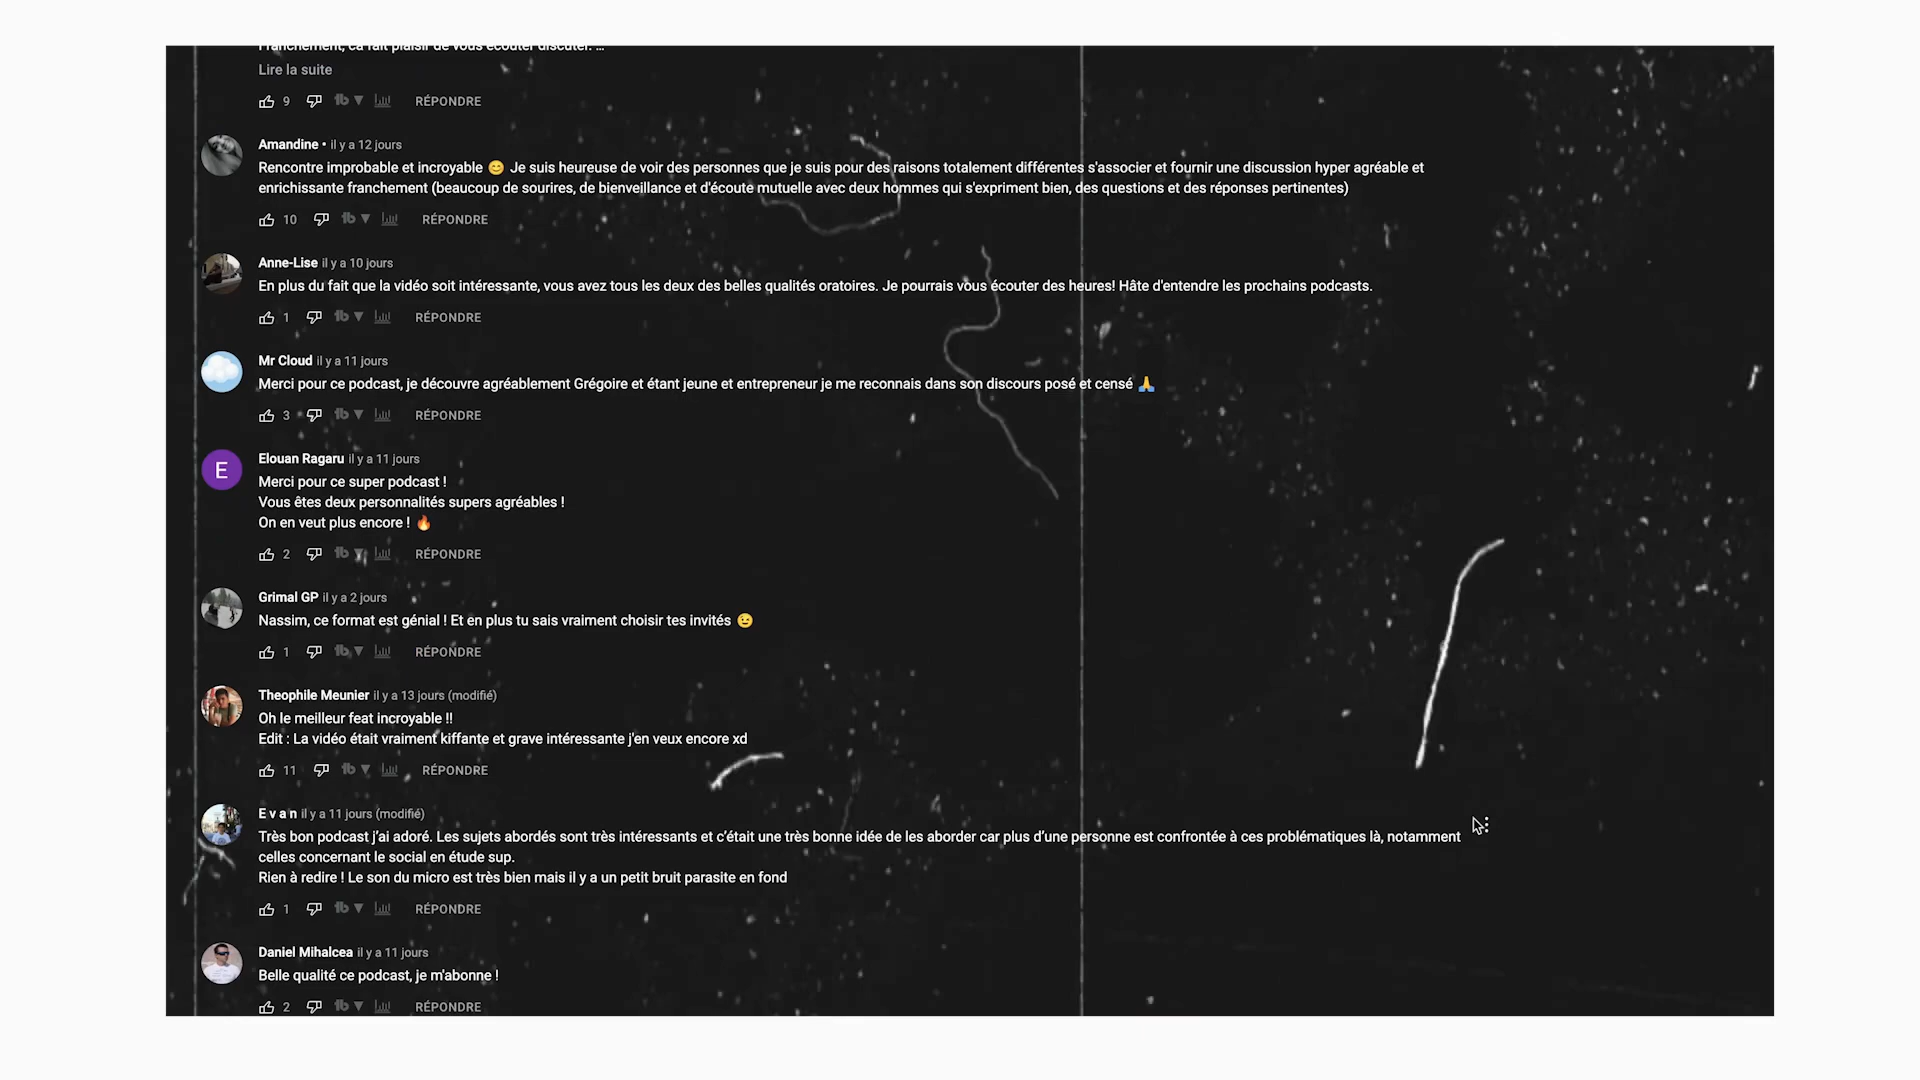 Franchement, ça fait plaisir de vous écouter discuter. ...
Lire la suite
9 RÉPONDRE
Amandine • il y a 12 jours
Rencontre improbable et incroyable 😊 Je suis heureuse de voir des personnes que je suis pour des raisons totalement différentes s'associer et fournir une discussion hyper agréable et
enrichissante franchement (beaucoup de sourires, de bienveillance et d'écoute mutuelle avec deux hommes qui s'expriment bien, des questions et des réponses pertinentes)
10 RÉPONDRE
Anne-Lise il y a 10 jours
En plus du fait que la vidéo soit intéressante, vous avez tous les deux des belles qualités oratoires. Je pourrais vous écouter des heures! Hâte d'entendre les prochains podcasts.
1 RÉPONDRE
Mr Cloud il y a 11 jours
Merci pour ce podcast, je découvre agréablement Grégoire et étant jeune et entrepreneur je me reconnais dans son discours posé et censé 🙏
3 RÉPONDRE
E
Elouan Ragaru il y a 11 jours
Merci pour ce super podcast !
Vous êtes deux personnalités supers agréables !
On en veut plus encore ! 🔥
2 RÉPONDRE
Grimal GP il y a 2 jours
Nassim, ce format est génial ! Et en plus tu sais vraiment choisir tes invités 😉
1 RÉPONDRE
Theophile Meunier il y a 13 jours (modifié)
Oh le meilleur feat incroyable !!
Edit : La vidéo était vraiment kiffante et grave intéressante j'en veux encore xd
11 RÉPONDRE
E v a n il y a 11 jours (modifié)
Très bon podcast j'ai adoré. Les sujets abordés sont très intéressants et c'était une très bonne idée de les aborder car plus d'une personne est confrontée à ces problématiques là, notamment
celles concernant le social en étude sup.
Rien à redire ! Le son du micro est très bien mais il y a un petit bruit parasite en fond
1 RÉPONDRE
Daniel Mihalcea il y a 11 jours
Belle qualité ce podcast, je m'abonne !
2 RÉPONDRE